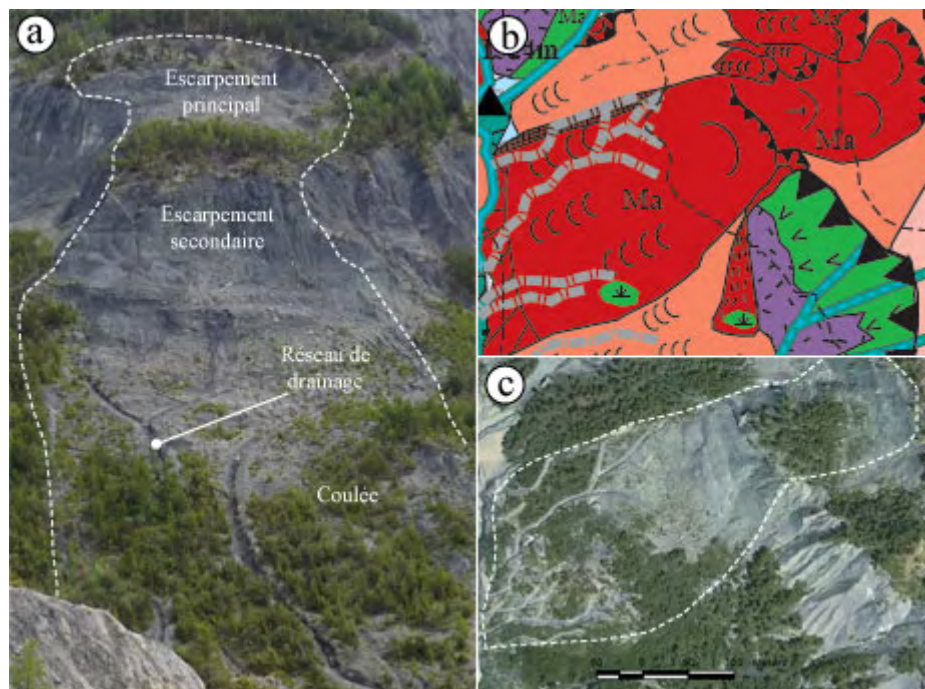 a
Escarpement
principal
Escarpement
secondaire
Réseau de
drainage
Coulée
b
Ma
Ma
Ma
Ma
c